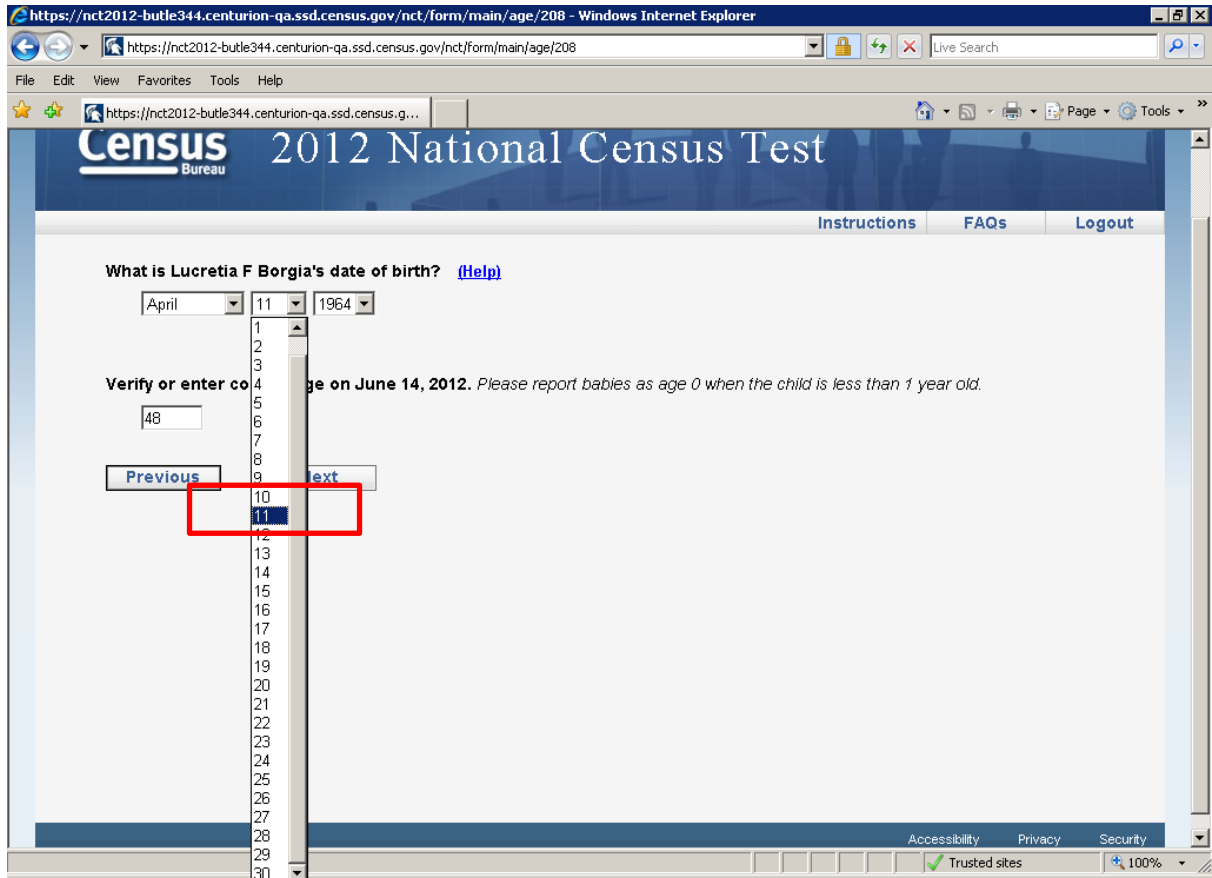 https://nct2012-butle344.centurion-qa.ssd.census.gov/nct/form/main/age/208 - Windows Internet Explorer
https://nct2012-butle344.centurion-qa.ssd.census.gov/nct/form/main/age/208
Live Search
File Edit View Favorites Tools Help
https://nct2012-butle344.centurion-qa.ssd.census.g...
Page Tools
Census Bureau
2012 National Census Test
Instructions FAQs Logout
What is Lucretia F Borgia's date of birth? (Help)
April 11 1964
1
2
3
Verify or enter co 4 ge on June 14, 2012. Please report babies as age 0 when the child is less than 1 year old.
5
48 6
7
8
Previous 9 ext
10
11
12
13
14
15
16
17
18
19
20
21
22
23
24
25
26
27
28
Accessibility Privacy Security
29
Trusted sites 100%
30